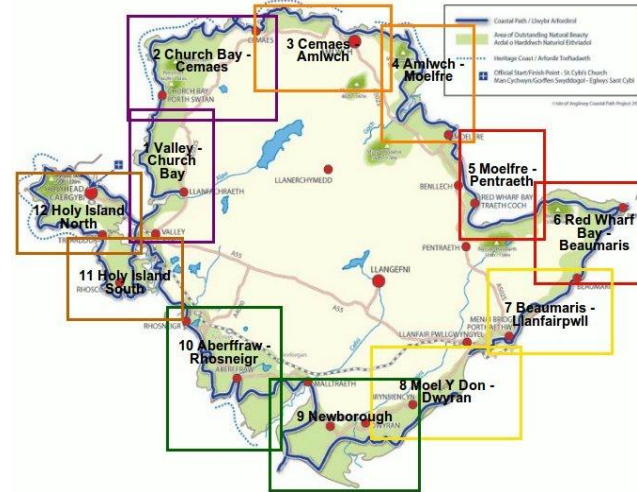 Coastal Path / Llwybr Arfordirol
Area of Outstanding Natural Beauty
Ardal o Harddwch Naturiol Eithriadol
Heritage Coast / Arfordir Treftadaeth
Official Start/Finish Point - St. Cybi's Church
Man Cychwyn/Gorffen Swyddogol - Eglwys Sant Cybi
2 Church Bay -
Cemaes
CEMAES
3 Cemaes -
Amlwch
4 Amlwch -
Moelfre
CHURCH BAY
PORTH SWTAN
MOELFRE
1 Valley -
Church
Bay
5 Moelfre -
Pentraeth
LLANERCHYMEDD
BENLLECH
LLANFACHRAETH
RED WHARF BAY
TRAETH COCH
CAERGYBI
12 Holy Island
North
6 Red Wharf
Bay -
Beaumaris
VALLEY
PENTRAETH
11 Holy Island
South
A55
LLANGEFNI
A55
7 Beaumaris -
Llanfairpwll
RHOSNEIGR
LLANFAIR PWLLGWYNGYLL
10 Aberffraw -
Rhosneigr
ABERFFRAW
MALLTRAETH
8 Moel Y Don -
Dwyran
9 Newborough